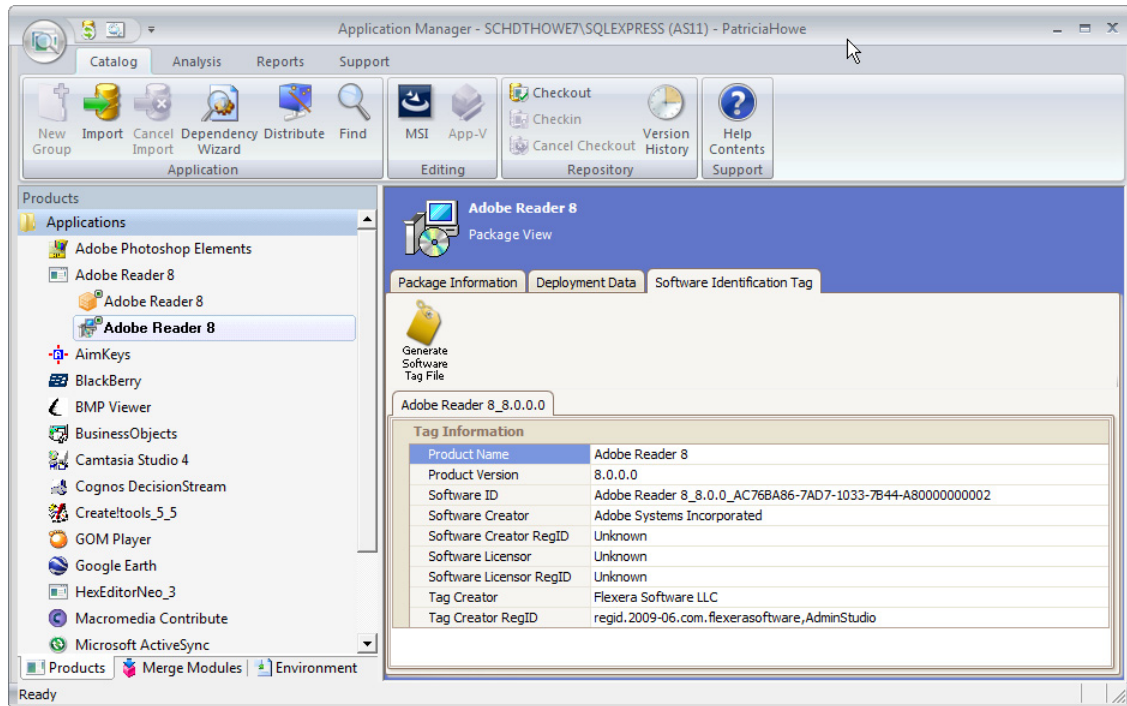 Application Manager - SCHDTHOWE7\SQLEXPRESS (AS11) - PatriciaHowe
Catalog Analysis Reports Support
New Group
Import
Cancel Import
Dependency Wizard
Distribute
Find
Application
MSI
App-V
Editing
Checkout
Checkin
Cancel Checkout
Version History
Repository
Help Contents
Support
Products
Applications
Adobe Photoshop Elements
Adobe Reader 8
Adobe Reader 8
Adobe Reader 8
AimKeys
BlackBerry
BMP Viewer
BusinessObjects
Camtasia Studio 4
Cognos DecisionStream
Create!tools_5_5
GOM Player
Google Earth
HexEditorNeo_3
Macromedia Contribute
Microsoft ActiveSync
Products Merge Modules Environment
Adobe Reader 8
Package View
Package Information Deployment Data Software Identification Tag
Generate
Software
Tag File
Adobe Reader 8_8.0.0.0
Tag Information
Product Name Adobe Reader 8
Product Version 8.0.0.0
Software ID Adobe Reader 8_8.0.0_AC76BA86-7AD7-1033-7B44-A80000000002
Software Creator Adobe Systems Incorporated
Software Creator RegID Unknown
Software Licensor Unknown
Software Licensor RegID Unknown
Tag Creator Flexera Software LLC
Tag Creator RegID regid.2009-06.com.flexerasoftware,AdminStudio
Ready